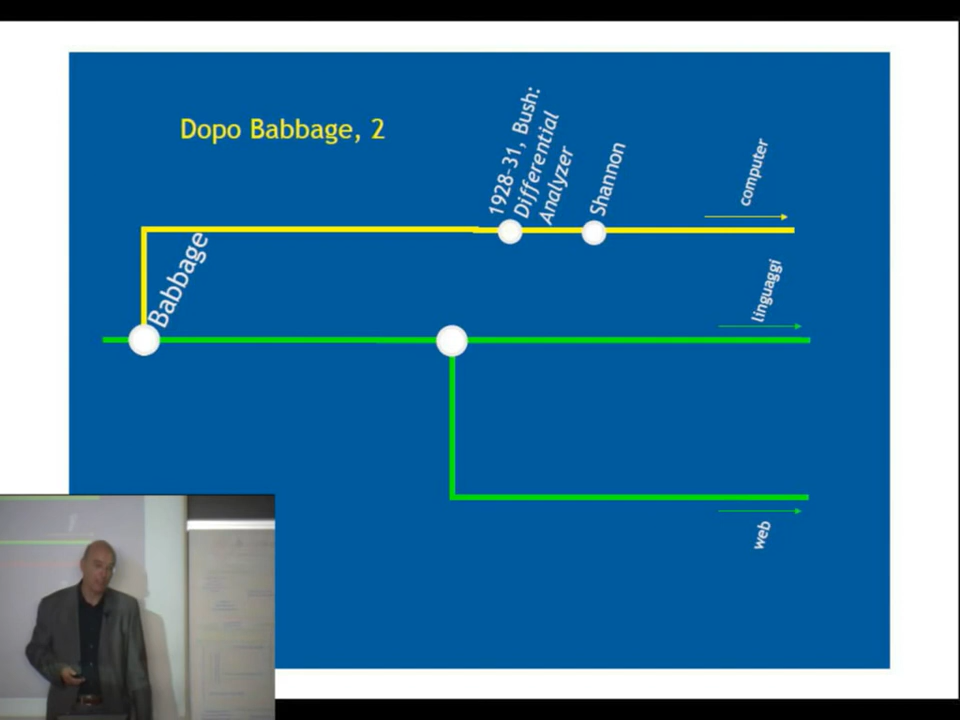 Dopo Babbage, 2
1928-31, Bush:
Differential
Analyzer
Shannon
computer
Babbage
linguaggi
web